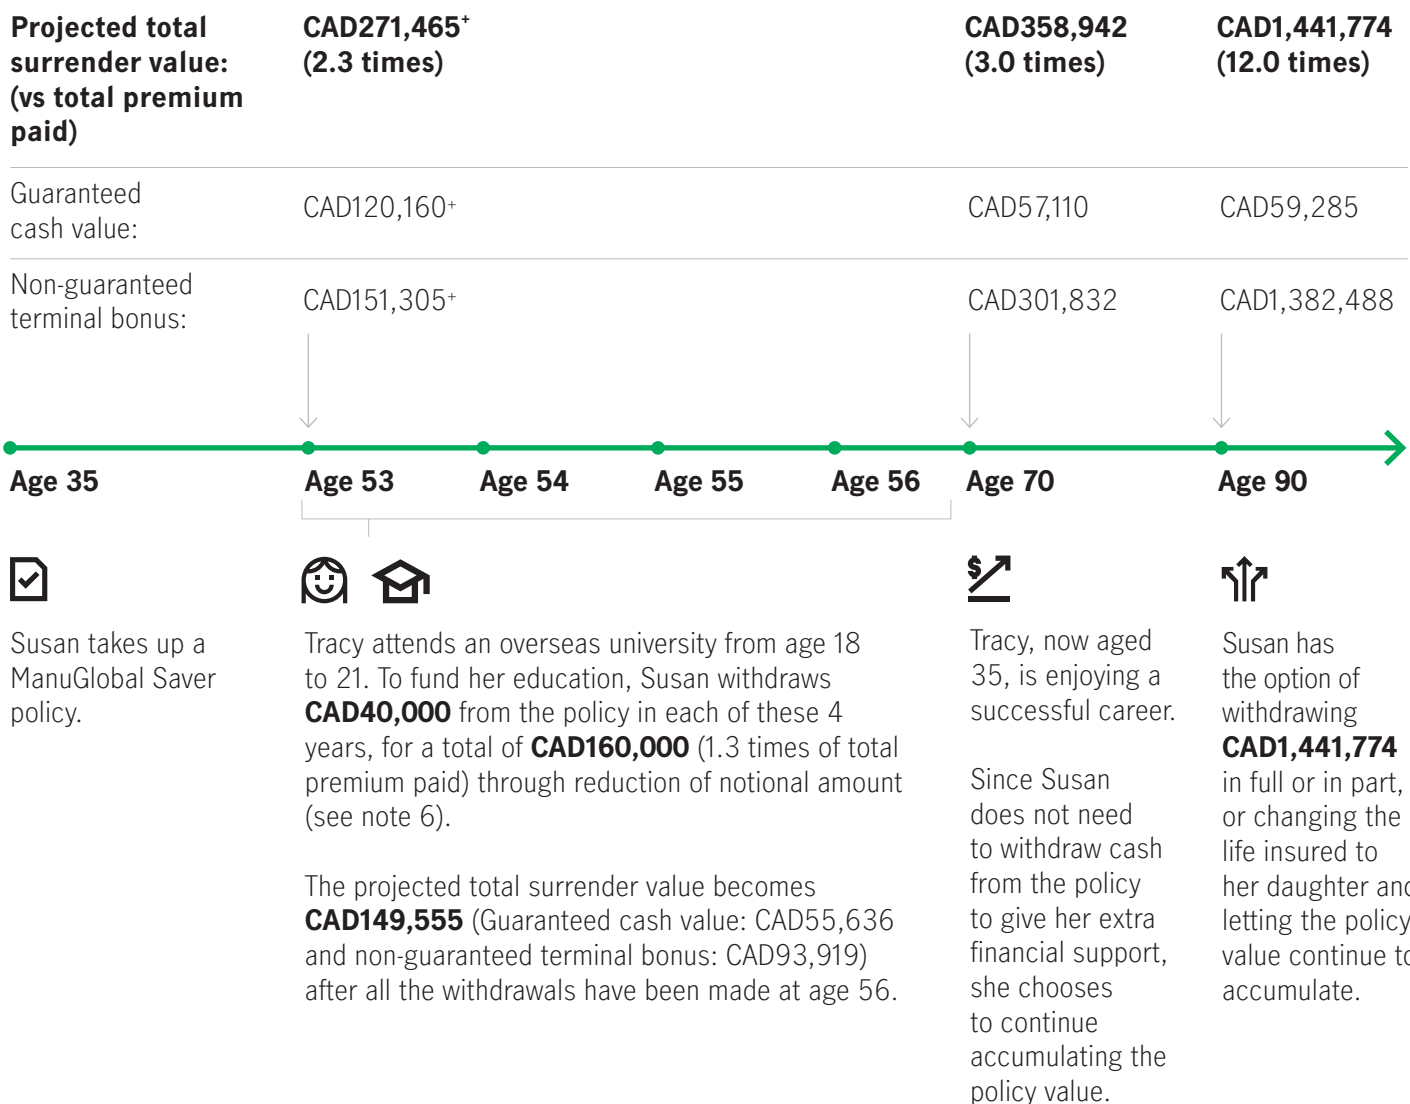 Projected total
surrender value:
(vs total premium
paid)
CAD271,465+
(2.3 times)
CAD358,942
(3.0 times)
CAD1,441,774
(12.0 times)
Guaranteed
cash value:
CAD120,160+
CAD57,110
CAD59,285
Non-guaranteed
terminal bonus:
CAD151,305+
CAD301,832
CAD1,382,488
Age 35
Age 53
Age 54
Age 55
Age 56
Age 70
Age 90
Susan takes up a
ManuGlobal Saver
policy.
Tracy attends an overseas university from age 18
to 21. To fund her education, Susan withdraws
CAD40,000 from the policy in each of these 4
years, for a total of CAD160,000 (1.3 times of total
premium paid) through reduction of notional amount
(see note 6).
The projected total surrender value becomes
CAD149,555 (Guaranteed cash value: CAD55,636
and non-guaranteed terminal bonus: CAD93,919)
after all the withdrawals have been made at age 56.
$
Tracy, now aged
35, is enjoying a
successful career.
Since Susan
does not need
to withdraw cash
from the policy
to give her extra
financial support,
she chooses
to continue
accumulating the
policy value.
Susan has
the option of
withdrawing
CAD1,441,774
in full or in part,
or changing the
life insured to
her daughter and
letting the policy
value continue to
accumulate.